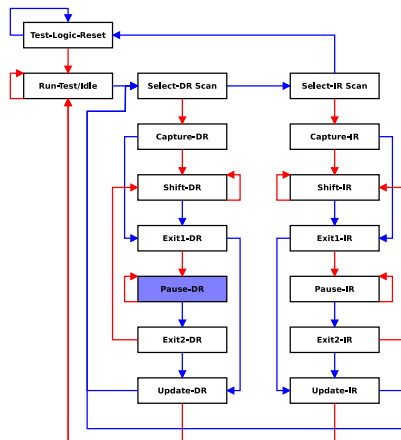 Test-Logic-Reset
Run-Test/Idle
Select-DR Scan
Select-IR Scan
Capture-DR
Capture-IR
Shift-DR
Shift-IR
Exit1-DR
Exit1-IR
Pause-DR
Pause-IR
Exit2-DR
Exit2-IR
Update-DR
Update-IR